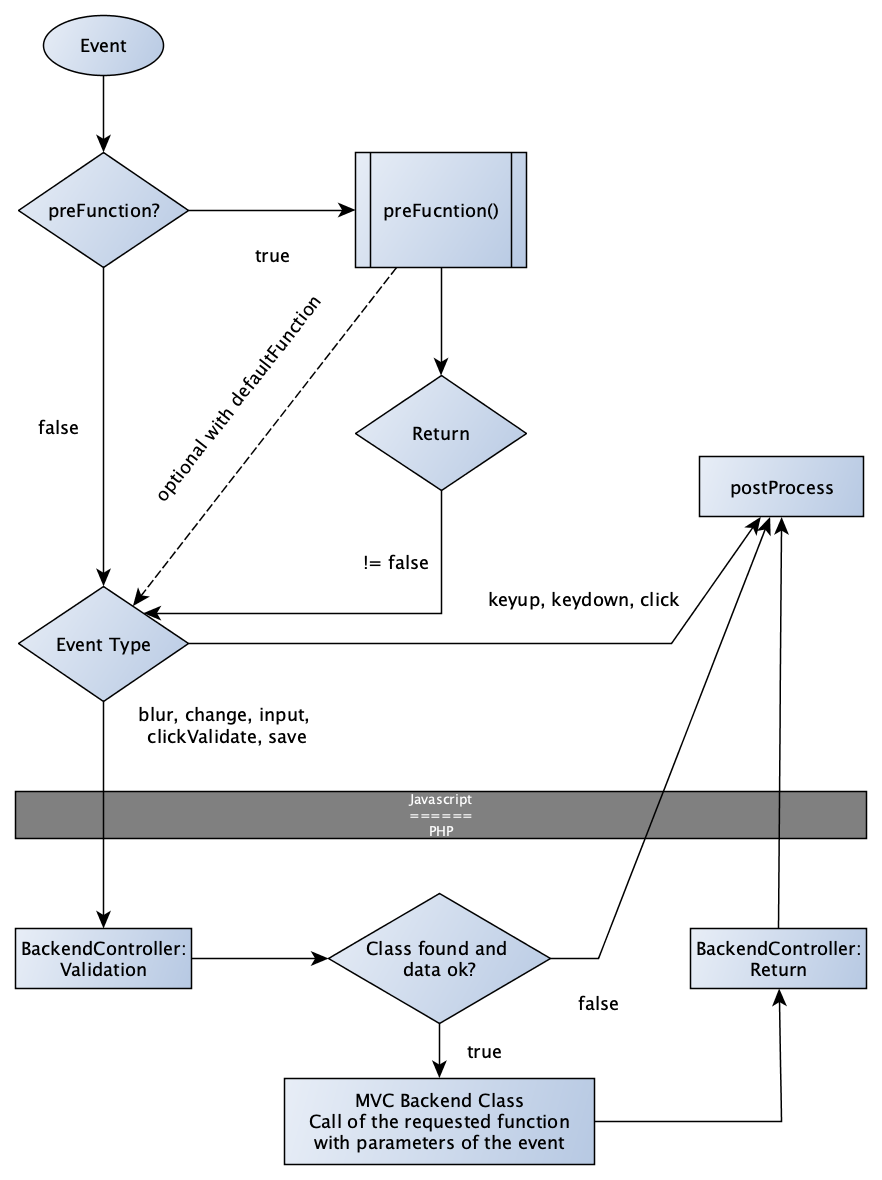 Event
preFunction?
preFucntion()
true
optional with defaultFunction
false
Return
postProcess
!= false
keyup, keydown, click
Event Type
blur, change, input,
clickValidate, save
Javascript
======
PHP
BackendController:
Validation
Class found and
data ok?
BackendController:
Return
false
true
MVC Backend Class
Call of the requested function
with parameters of the event